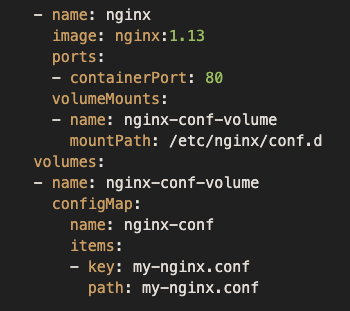 - name: nginx
  image: nginx:1.13
  ports:
  - containerPort: 80
  volumeMounts:
  - name: nginx-conf-volume
    mountPath: /etc/nginx/conf.d
volumes:
- name: nginx-conf-volume
  configMap:
    name: nginx-conf
    items:
    - key: my-nginx.conf
      path: my-nginx.conf